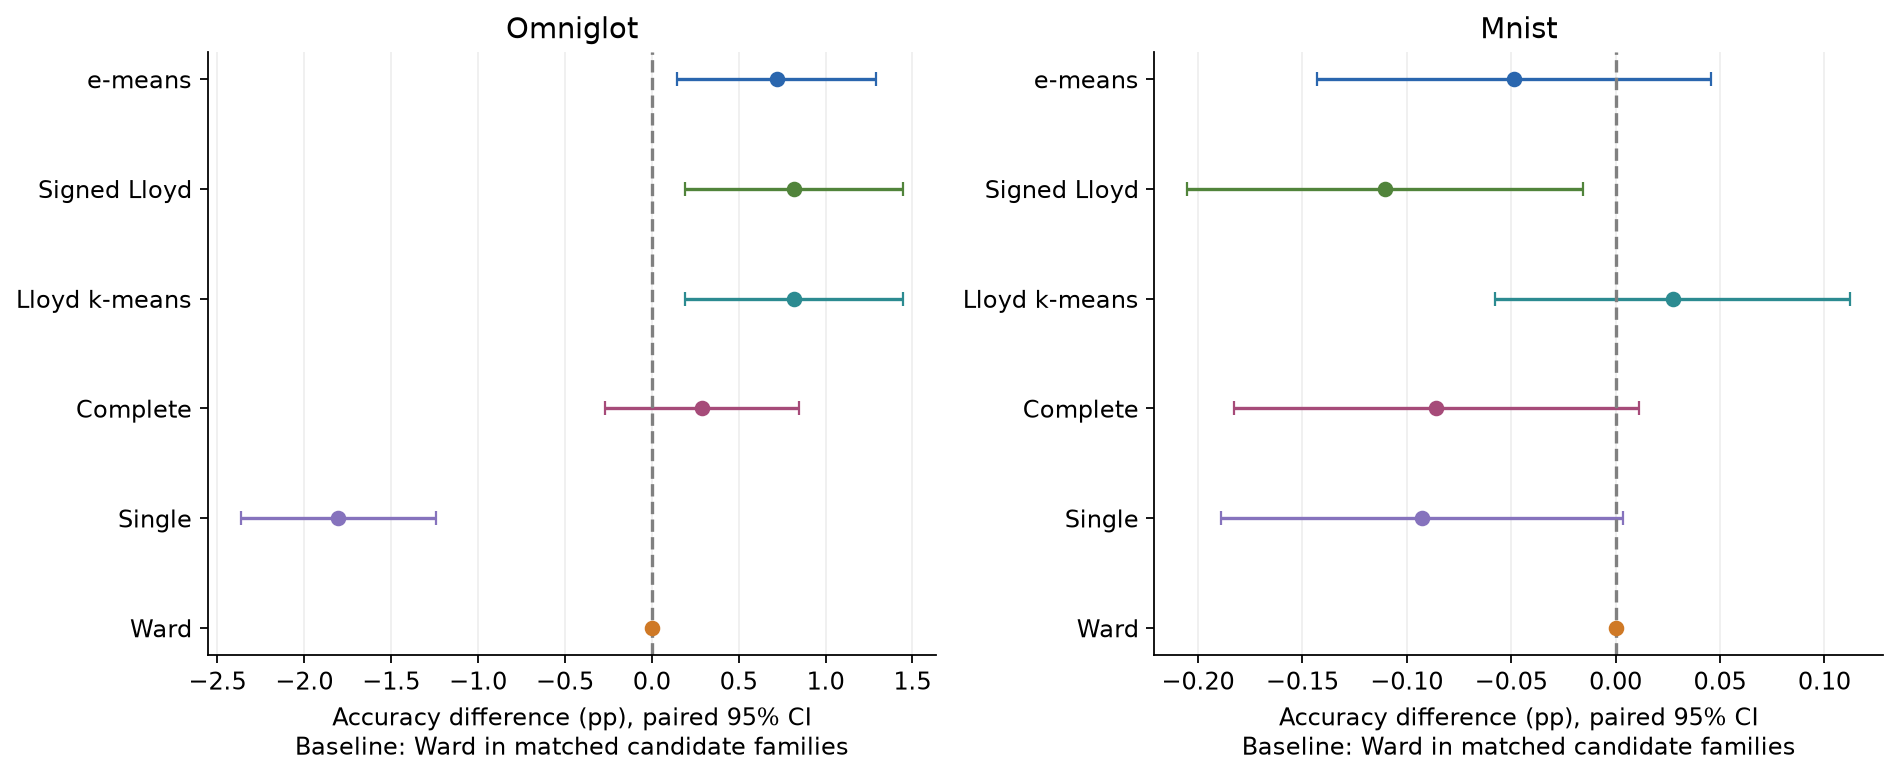 Omniglot
e-means
Signed Lloyd
Lloyd k-means
Complete
Single
Ward
−2.5 −2.0 −1.5 −1.0 −0.5 0.0 0.5 1.0 1.5
Accuracy difference (pp), paired 95% CI
Baseline: Ward in matched candidate families
Mnist
e-means
Signed Lloyd
Lloyd k-means
Complete
Single
Ward
−0.20 −0.15 −0.10 −0.05 0.00 0.05 0.10
Accuracy difference (pp), paired 95% CI
Baseline: Ward in matched candidate families